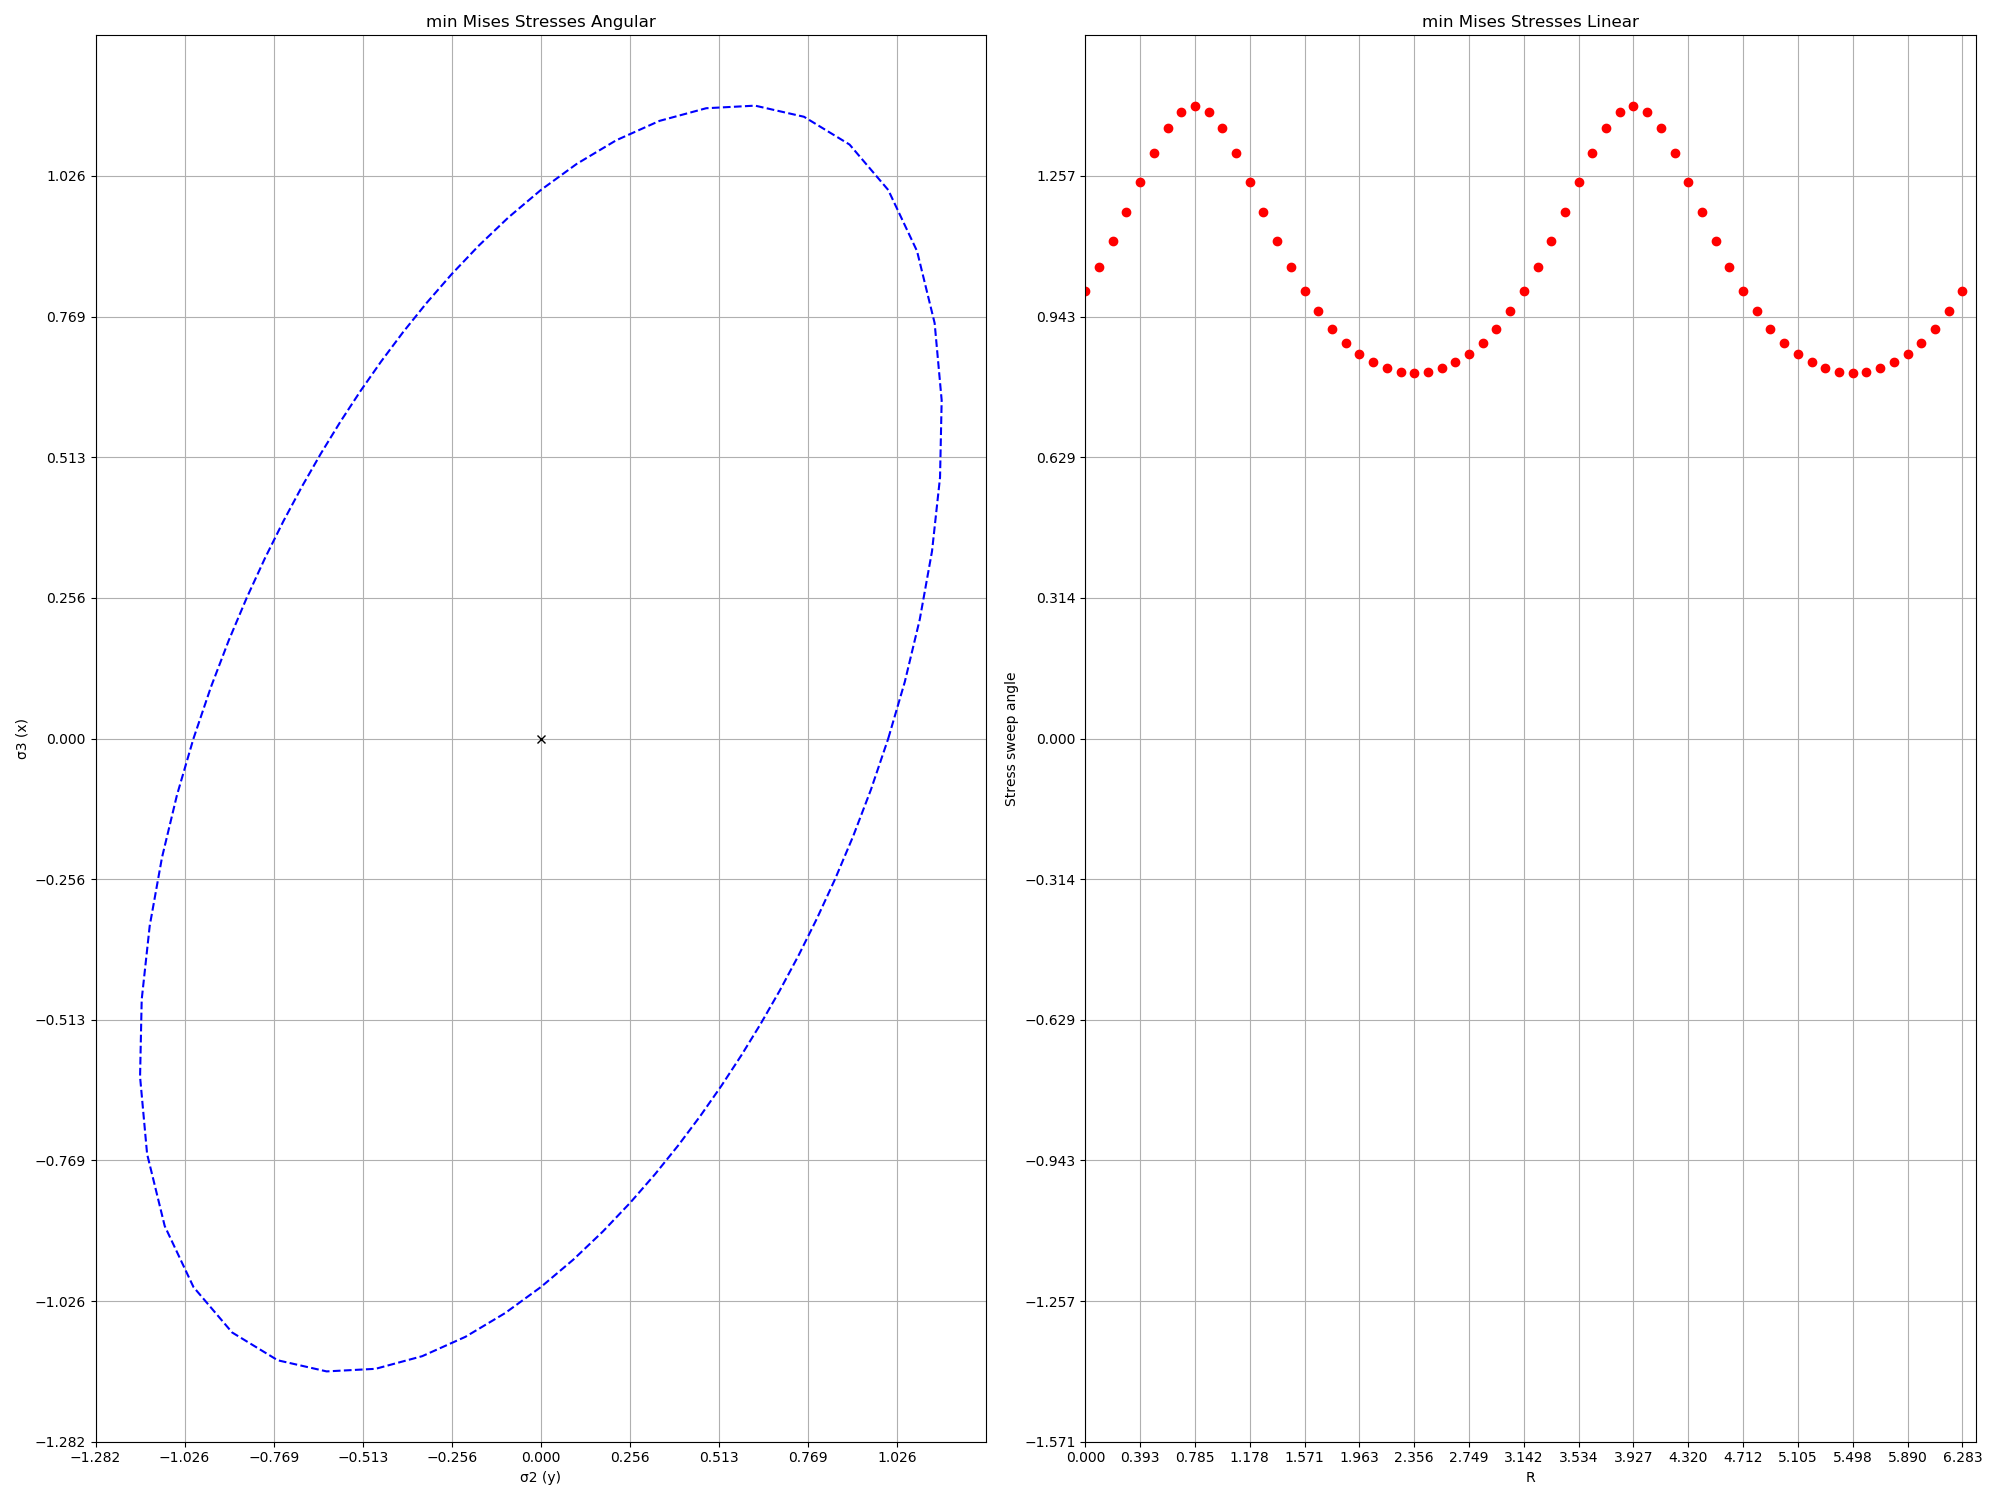 min Mises Stresses Angular
σ3 (x)
1.026
0.769
0.513
0.256
0.000
−0.256
−0.513
−0.769
−1.026
−1.282
−1.282 −1.026 −0.769 −0.513 −0.256 0.000 0.256 0.513 0.769 1.026
σ2 (y)
min Mises Stresses Linear
Stress sweep angle
1.257
0.943
0.629
0.314
0.000
−0.314
−0.629
−0.943
−1.257
−1.571
0.000 0.393 0.785 1.178 1.571 1.963 2.356 2.749 3.142 3.534 3.927 4.320 4.712 5.105 5.498 5.890 6.283
R